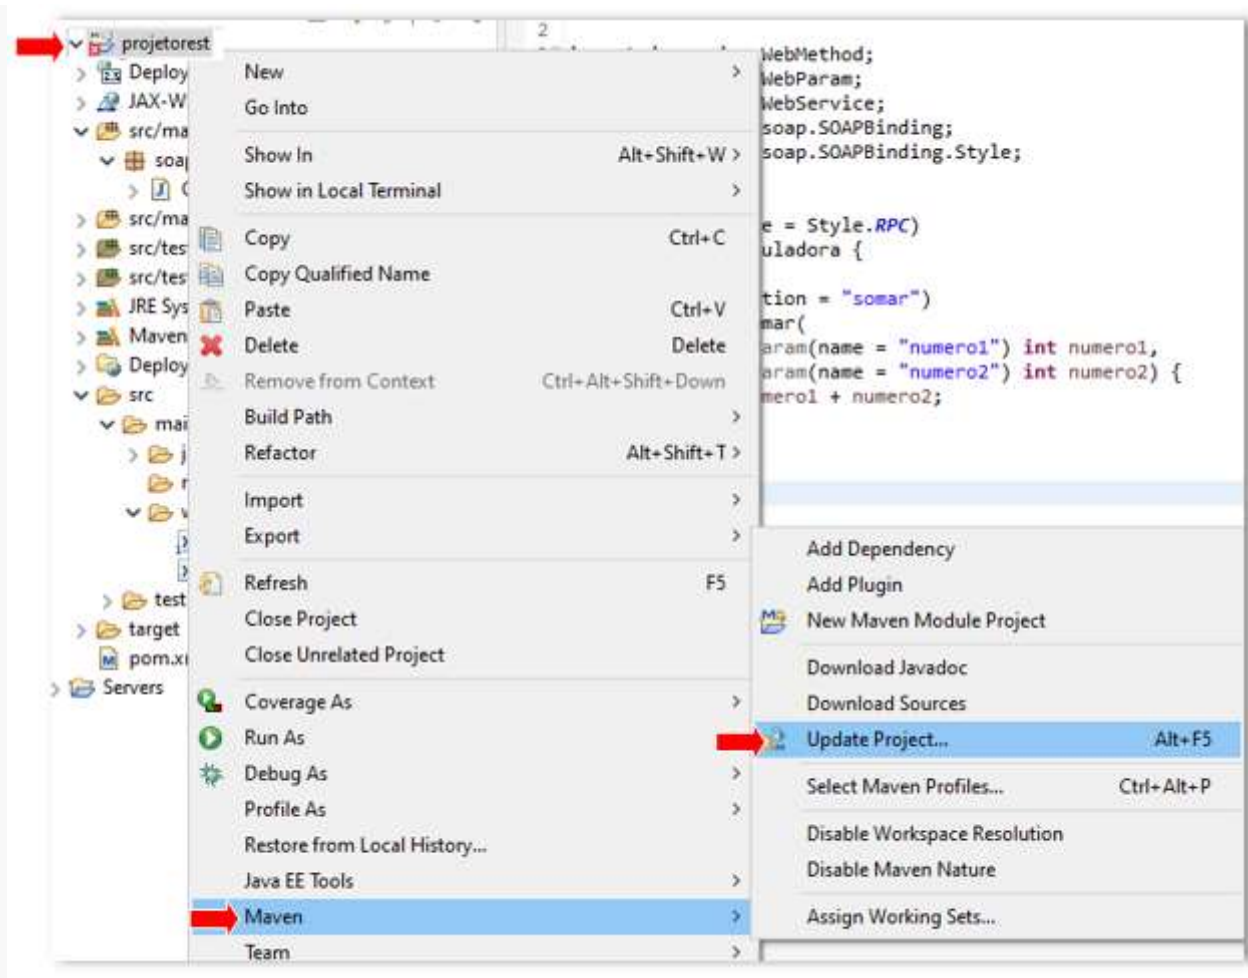 projetorest
Deploy
JAX-W
src/ma
soap
src/ma
src/tes
src/tes
JRE Sys
Maven
Deploy
src
mai
j
test
target
pom.x
Servers
New
Go Into
Show In Alt+Shift+W >
Show in Local Terminal
Copy Ctrl+C
Copy Qualified Name
Paste Ctrl+V
Delete Delete
Remove from Context Ctrl+Alt+Shift+Down
Build Path
Refactor Alt+Shift+T >
Import
Export
Refresh F5
Close Project
Close Unrelated Project
Coverage As
Run As
Debug As
Profile As
Restore from Local History...
Java EE Tools
Maven
Team
2
WebMethod;
WebParam;
WebService;
soap.SOAPBinding;
soap.SOAPBinding.Style;
e = Style.RPC)
uladora {
tion = "somar")
mar(
aram(name = "numero1") int numero1,
aram(name = "numero2") int numero2) {
mero1 + numero2;
Add Dependency
Add Plugin
New Maven Module Project
Download Javadoc
Download Sources
Update Project... Alt+F5
Select Maven Profiles... Ctrl+Alt+P
Disable Workspace Resolution
Disable Maven Nature
Assign Working Sets...